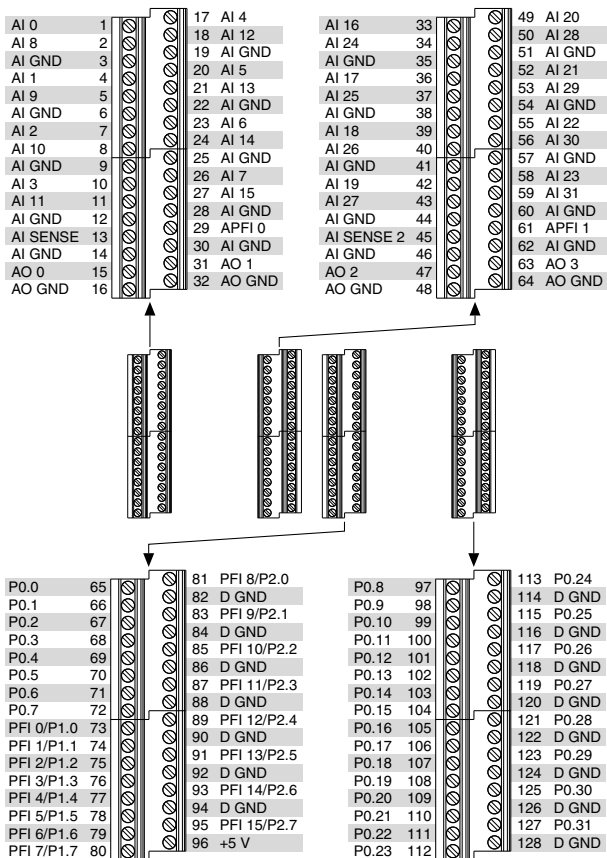 AI 0 1
AI 8 2
AI GND 3
AI 1 4
AI 9 5
AI GND 6
AI 2 7
AI 10 8
AI GND 9
AI 3 10
AI 11 11
AI GND 12
AI SENSE 13
AI GND 14
AO 0 15
AO GND 16
17 AI 4
18 AI 12
19 AI GND
20 AI 5
21 AI 13
22 AI GND
23 AI 6
24 AI 14
25 AI GND
26 AI 7
27 AI 15
28 AI GND
29 APFI 0
30 AI GND
31 AO 1
32 AO GND
AI 16 33
AI 24 34
AI GND 35
AI 17 36
AI 25 37
AI GND 38
AI 18 39
AI 26 40
AI GND 41
AI 19 42
AI 27 43
AI GND 44
AI SENSE 2 45
AI GND 46
AO 2 47
AO GND 48
49 AI 20
50 AI 28
51 AI GND
52 AI 21
53 AI 29
54 AI GND
55 AI 22
56 AI 30
57 AI GND
58 AI 23
59 AI 31
60 AI GND
61 APFI 1
62 AI GND
63 AO 3
64 AO GND
P0.0 65
P0.1 66
P0.2 67
P0.3 68
P0.4 69
P0.5 70
P0.6 71
P0.7 72
PFI 0/P1.0 73
PFI 1/P1.1 74
PFI 2/P1.2 75
PFI 3/P1.3 76
PFI 4/P1.4 77
PFI 5/P1.5 78
PFI 6/P1.6 79
PFI 7/P1.7 80
81 PFI 8/P2.0
82 D GND
83 PFI 9/P2.1
84 D GND
85 PFI 10/P2.2
86 D GND
87 PFI 11/P2.3
88 D GND
89 PFI 12/P2.4
90 D GND
91 PFI 13/P2.5
92 D GND
93 PFI 14/P2.6
94 D GND
95 PFI 15/P2.7
96 +5 V
P0.8 97
P0.9 98
P0.10 99
P0.11 100
P0.12 101
P0.13 102
P0.14 103
P0.15 104
P0.16 105
P0.17 106
P0.18 107
P0.19 108
P0.20 109
P0.21 110
P0.22 111
P0.23 112
113 P0.24
114 D GND
115 P0.25
116 D GND
117 P0.26
118 D GND
119 P0.27
120 D GND
121 P0.28
122 D GND
123 P0.29
124 D GND
125 P0.30
126 D GND
127 P0.31
128 D GND